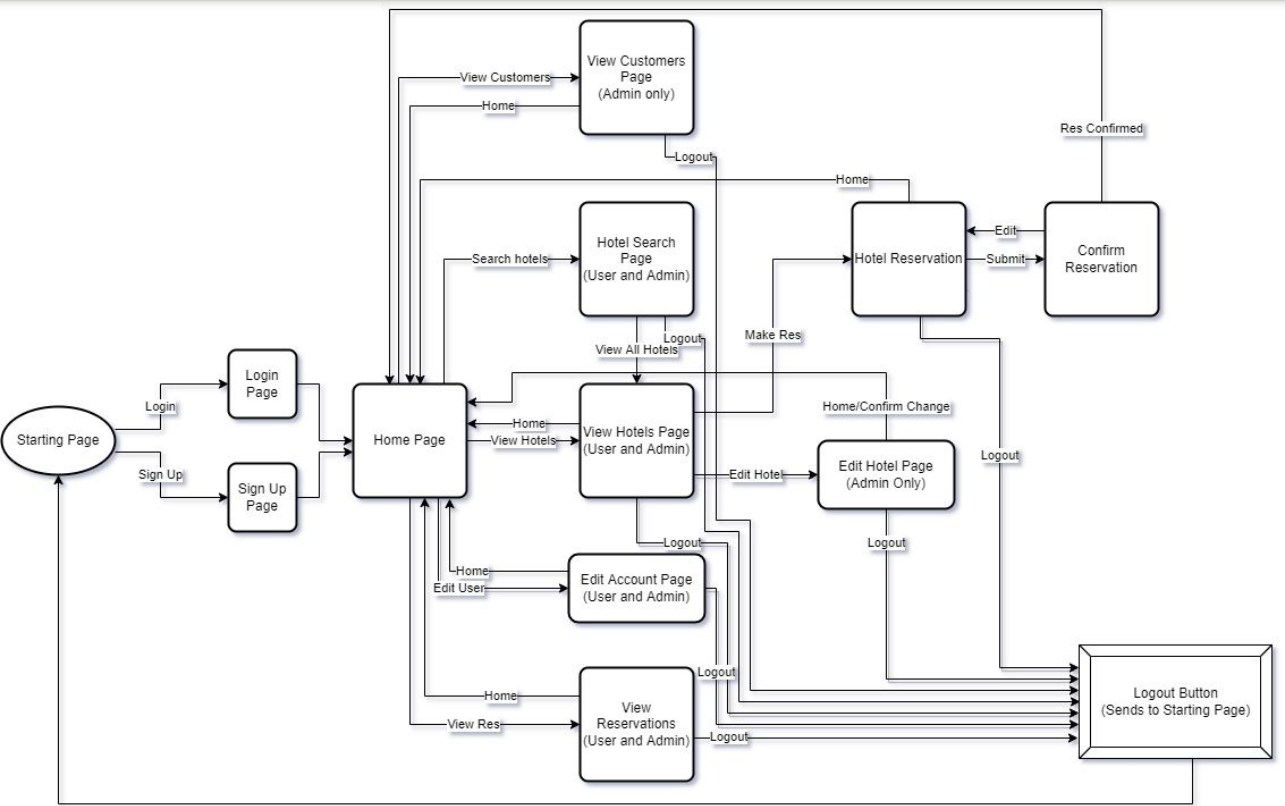 View Customers
Page
(Admin only)
View Customers
Home
Res Confirmed
Logout
Home
Hotel Search
Page
(User and Admin)
Search hotels
Hotel Reservation
Edit
Submit
Confirm
Reservation
Logout
View All Hotels
Make Res
Login
Page
Login
Starting Page
Sign Up
Sign Up
Page
Home Page
Home
View Hotels
View Hotels Page
(User and Admin)
Home/Confirm Change
Edit Hotel
Edit Hotel Page
(Admin Only)
Logout
Logout
Logout
Home
Edit User
Edit Account Page
(User and Admin)
Logout
Home
View Res
View
Reservations
(User and Admin)
Logout
Logout Button
(Sends to Starting Page)